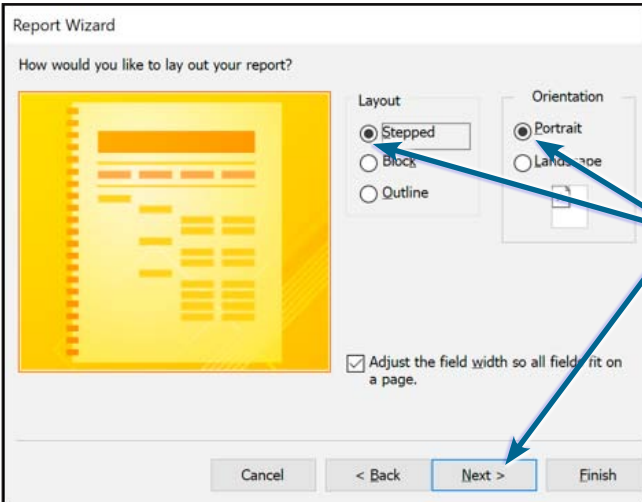 Report Wizard
How would you like to lay out your report?
Layout
Stepped
Block
Outline
Orientation
Portrait
Landscape
Adjust the field width so all fields fit on
a page.
Cancel
< Back
Next >
Finish